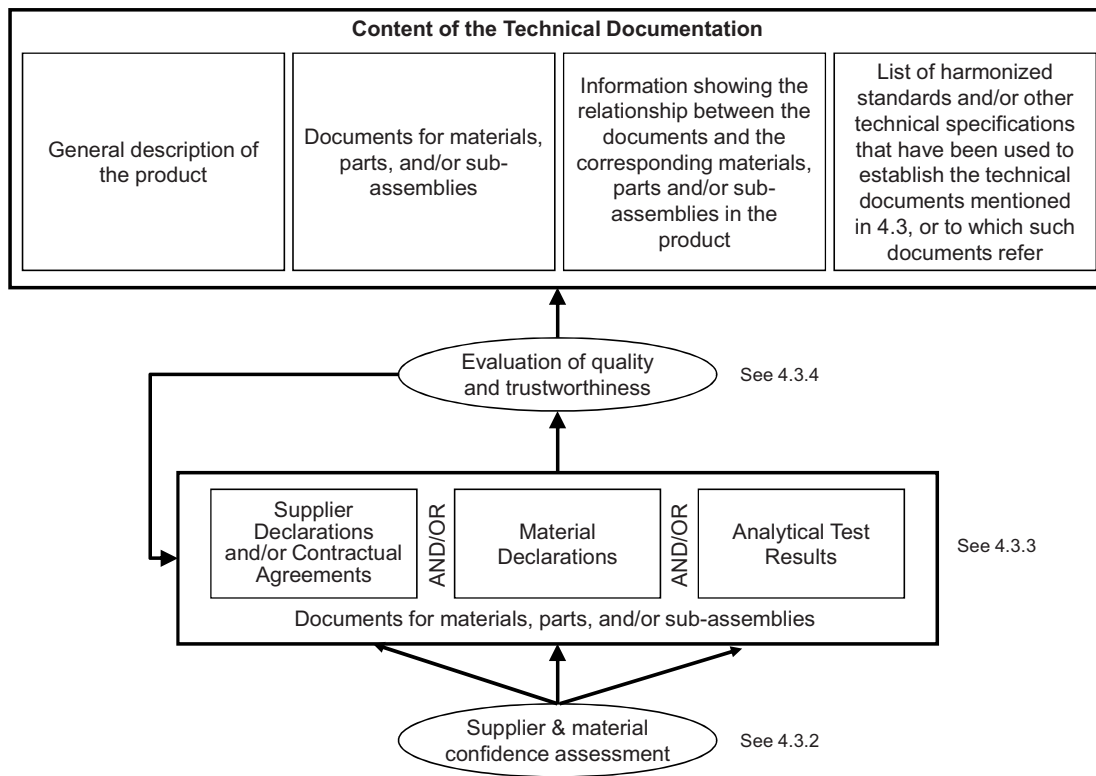 Content of the Technical Documentation
General description of
the product
Documents for materials,
parts, and/or sub-
assemblies
Information showing the
relationship between the
documents and the
corresponding materials,
parts and/or sub-
assemblies in the
product
List of harmonized
standards and/or other
technical specifications
that have been used to
establish the technical
documents mentioned
in 4.3, or to which such
documents refer
Evaluation of quality
and trustworthiness
See 4.3.4
Supplier
Declarations
and/or Contractual
Agreements
AND/OR
Material
Declarations
AND/OR
Analytical Test
Results
See 4.3.3
Documents for materials, parts, and/or sub-assemblies
Supplier & material
confidence assessment
See 4.3.2